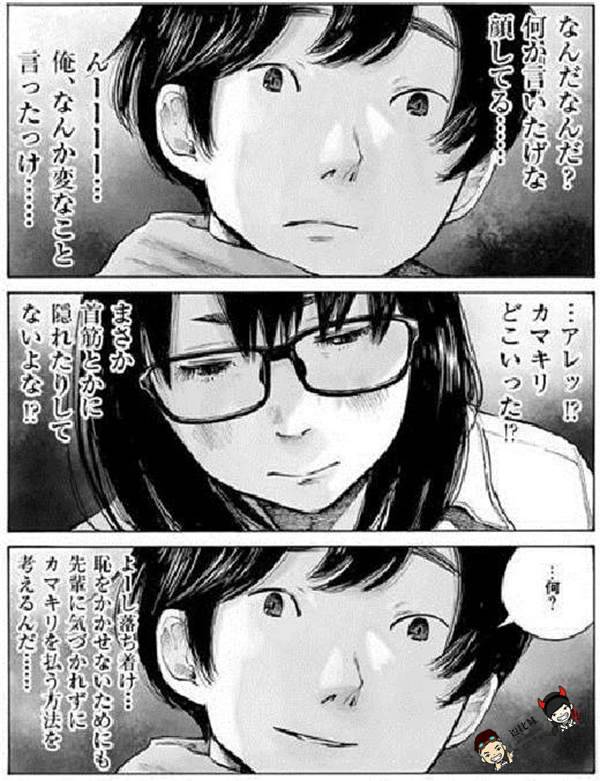 なんだなんだ？
何か言いたげな
顔してる……
んーーーー…
俺、なんか変なこと
言ったっけ……
…アレッ!?
カマキリ
どこいった!?
まさか
首筋とかに
隠れたりして
ないよな!?
…何？
よーし落ち着け…
恥をかかせないためにも
先輩に気づかれずに
カマキリを払う方法を
考えるんだ……